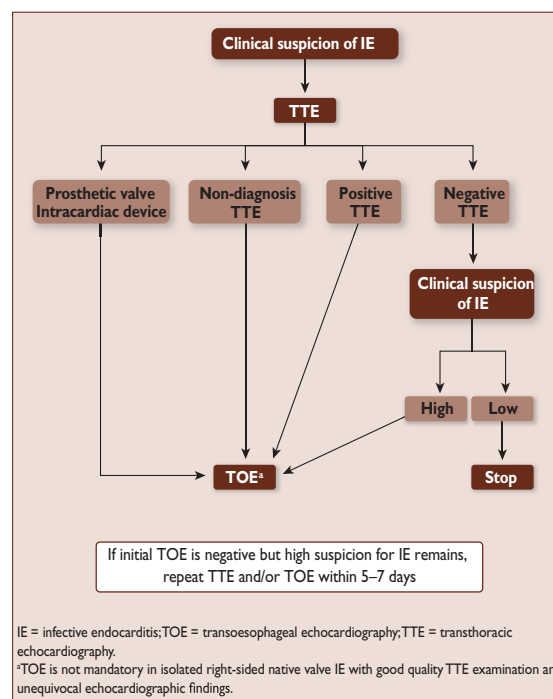 Clinical suspicion of IE
TTE
Prosthetic valve
Intracardiac device
Non-diagnosis
TTE
Positive
TTE
Negative
TTE
Clinical suspicion
of IE
High
Low
TOEᵃ
Stop
If initial TOE is negative but high suspicion for IE remains,
repeat TTE and/or TOE within 5–7 days
IE = infective endocarditis; TOE = transoesophageal echocardiography; TTE = transthoracic
echocardiography.
ᵃTOE is not mandatory in isolated right-sided native valve IE with good quality TTE examination
unequivocal echocardiographic findings.